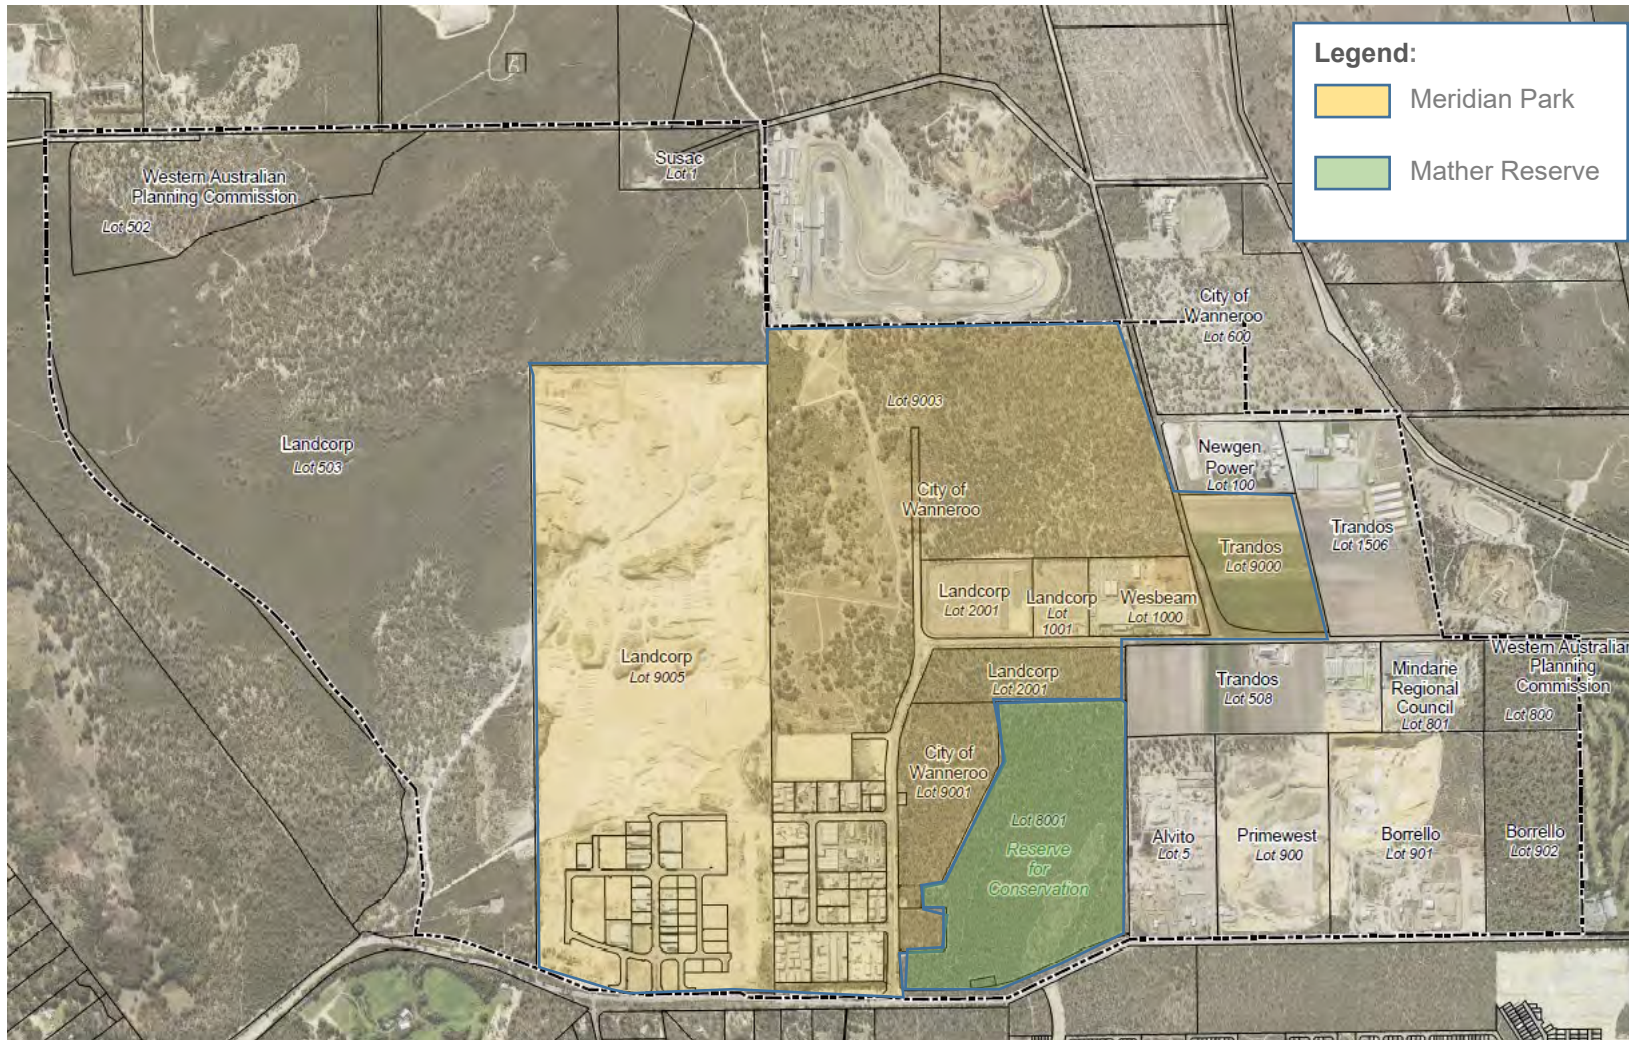 Legend:
Meridian Park
Mather Reserve
Susac
Lot 1
Western Australian
Planning Commission
Lot 502
City of
Wanneroo
Lot 600
Lot 9003
Landcorp
Lot 503
Newgen
Power
Lot 100
City of
Wanneroo
Trandos
Lot 1506
Trandos
Lot 9000
Landcorp
Lot 2001
Landcorp
Lot
1001
Wesbeam
Lot 1000
Landcorp
Lot 9005
Landcorp
Lot 2001
Trandos
Lot 508
Mindarie
Regional
Council
Lot 801
Western Australian
Planning
Commission
Lot 800
City of
Wanneroo
Lot 9001
Lot 8001
Reserve
for
Conservation
Alvito
Lot 5
Primewest
Lot 900
Borrello
Lot 901
Borrello
Lot 902